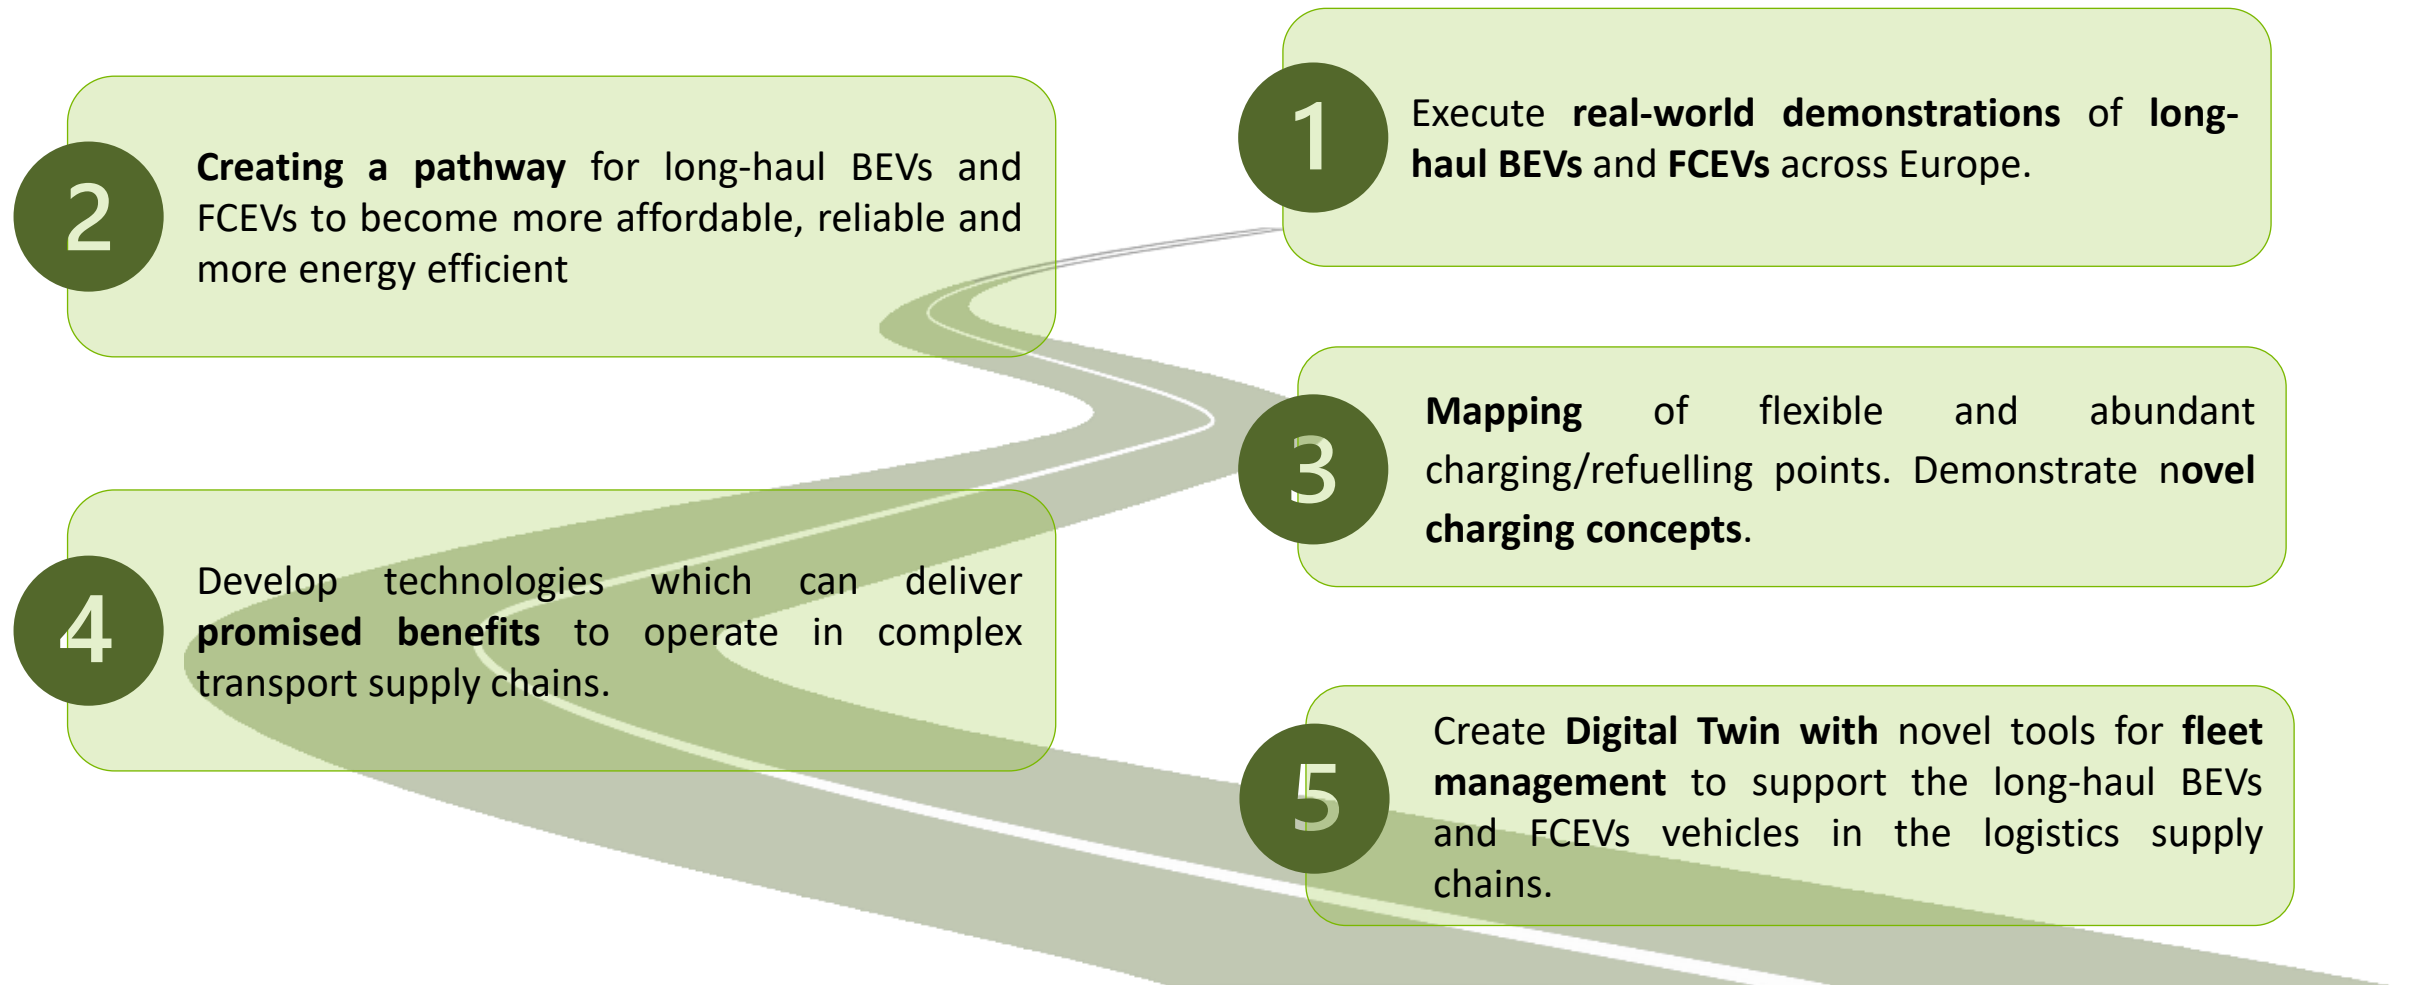 1
Execute real-world demonstrations of long-
haul BEVs and FCEVs across Europe.
2
Creating a pathway for long-haul BEVs and
FCEVs to become more affordable, reliable and
more energy efficient
3
Mapping of flexible and abundant
charging/refuelling points. Demonstrate novel
charging concepts.
4
Develop technologies which can deliver
promised benefits to operate in complex
transport supply chains.
5
Create Digital Twin with novel tools for fleet
management to support the long-haul BEVs
and FCEVs vehicles in the logistics supply
chains.